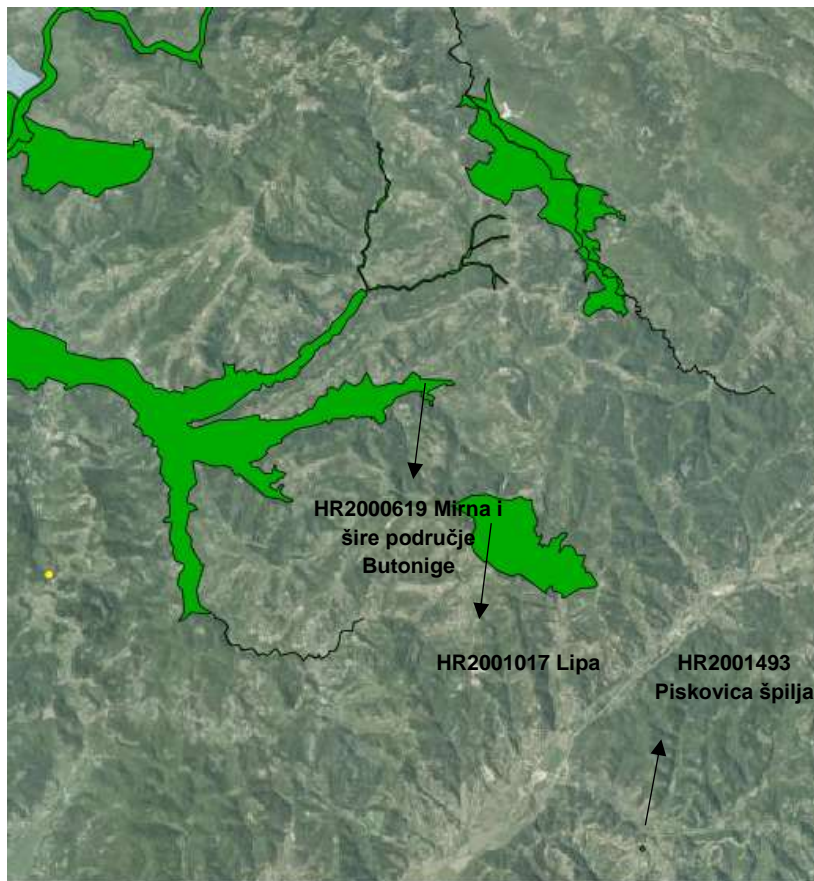 HR2000619 Mirna i
šire područje
Butonige
HR2001017 Lipa
HR2001493
Piskovica špilja